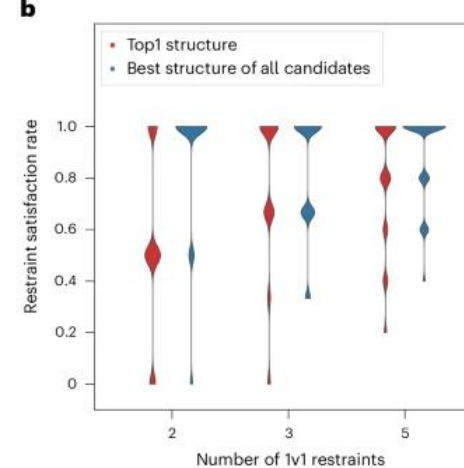 b
Top1 structure
Best structure of all candidates
Restraint satisfaction rate
1.0
0.8
0.6
0.4
0.2
0
2 3 5
Number of 1v1 restraints